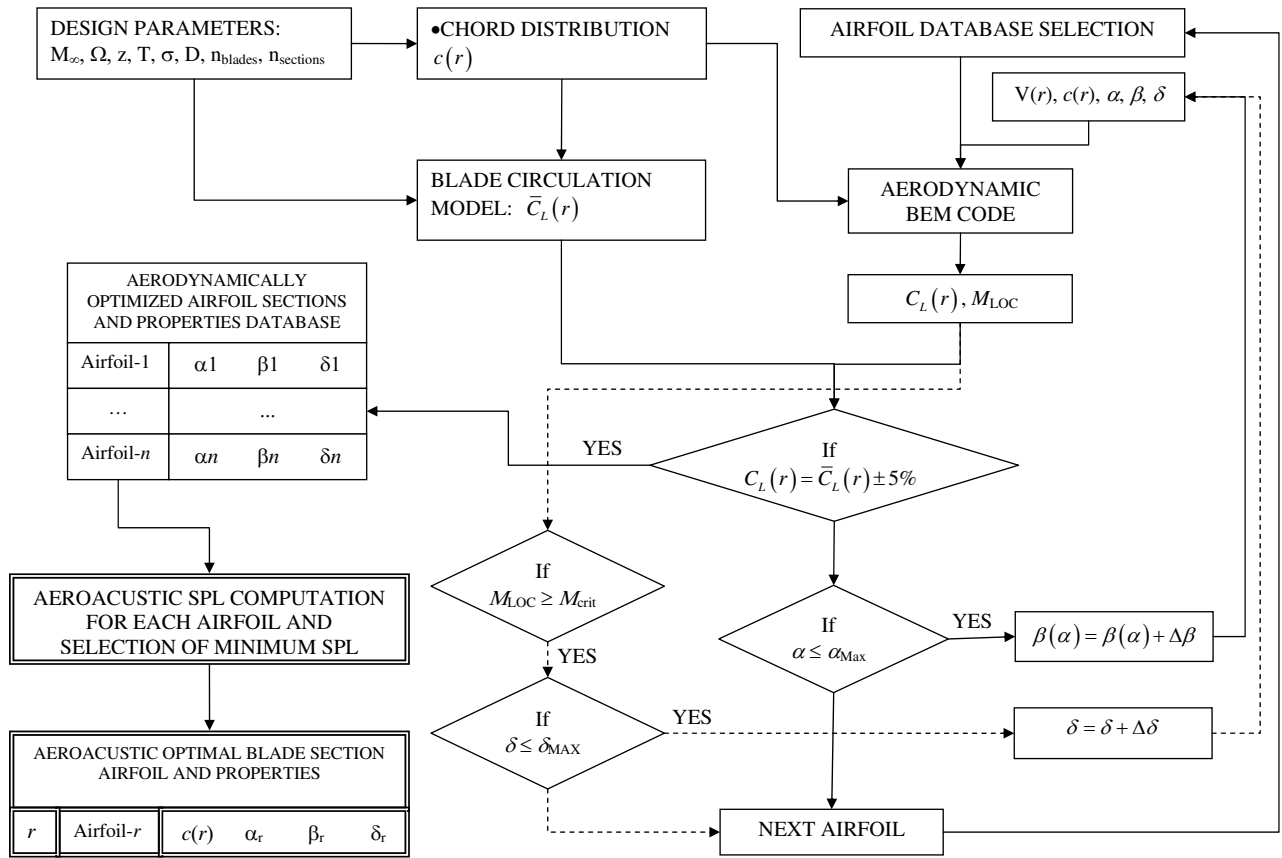 DESIGN PARAMETERS:
M∞, Ω, z, T, σ, D, n_blades, n_sections
•CHORD DISTRIBUTION
c(r)
AIRFOIL DATABASE SELECTION
V(r), c(r), α, β, δ
BLADE CIRCULATION
MODEL: C̄_L(r)
AERODYNAMIC
BEM CODE
C_L(r), M_LOC
AERODYNAMICALLY
OPTIMIZED AIRFOIL SECTIONS
AND PROPERTIES DATABASE
Airfoil-1 α1 β1 δ1
… ...
Airfoil-n αn βn δn
YES
If
C_L(r) = C̄_L(r) ± 5%
If
M_LOC ≥ M_crit
YES
If
α ≤ α_Max
YES
β(α) = β(α) + Δβ
AEROACUSTIC SPL COMPUTATION
FOR EACH AIRFOIL AND
SELECTION OF MINIMUM SPL
If
δ ≤ δ_MAX
YES
δ = δ + Δδ
AEROACUSTIC OPTIMAL BLADE SECTION
AIRFOIL AND PROPERTIES
r Airfoil-r c(r) α_r β_r δ_r
NEXT AIRFOIL